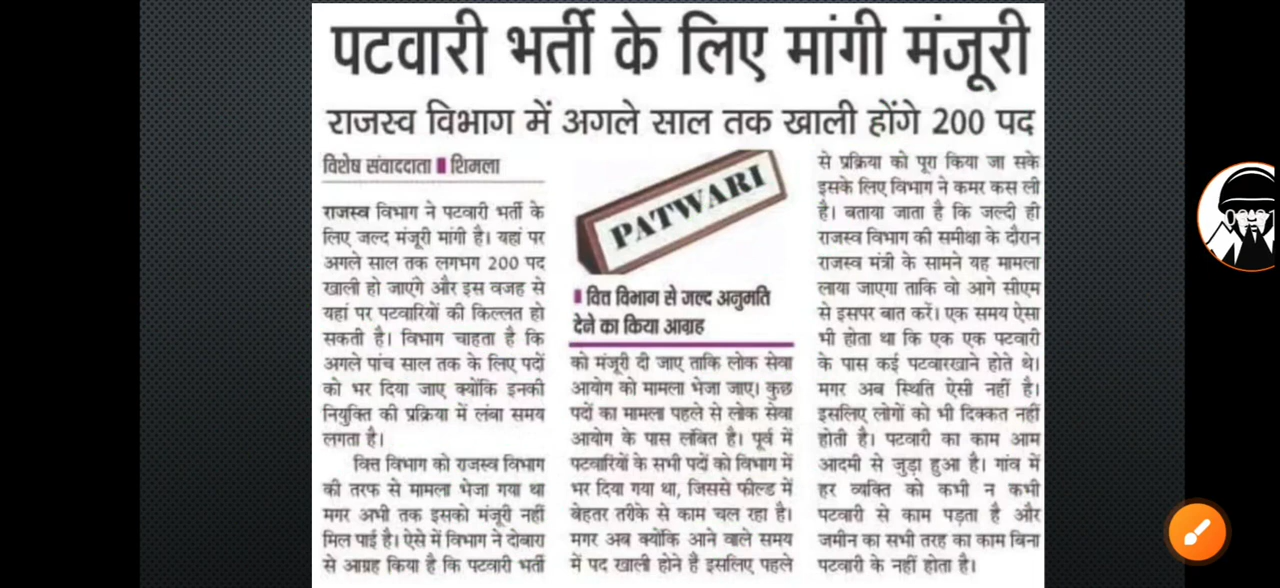 पटवारी भर्ती के लिए मांगी मंजूरी
राजस्व विभाग में अगले साल तक खाली होंगे 200 पद
विशेष संवाददाता ▮ शिमला
राजस्व विभाग ने पटवारी भर्ती के
लिए जल्द मंजूरी मांगी है। यहां पर
अगले साल तक लगभग 200 पद
खाली हो जाएंगे और इस वजह से
यहां पर पटवारियों की किल्लत हो
सकती है। विभाग चाहता है कि
अगले पांच साल तक के लिए पदों
को भर दिया जाए क्योंकि इनकी
नियुक्ति की प्रक्रिया में लंबा समय
लगता है।
वित्त विभाग को राजस्व विभाग
की तरफ से मामला भेजा गया था
मगर अभी तक इसको मंजूरी नहीं
मिल पाई है। ऐसे में विभाग ने दोबारा
से आग्रह किया है कि पटवारी भर्ती
PATWARI
▮ वित्त विभाग से जल्द अनुमति
देने का किया आग्रह
को मंजूरी दी जाए ताकि लोक सेवा
आयोग को मामला भेजा जाए। कुछ
पदों का मामला पहले से लोक सेवा
आयोग के पास लंबित है। पूर्व में
पटवारियों के सभी पदों को विभाग में
भर दिया गया था, जिससे फील्ड में
बेहतर तरीके से काम चल रहा है।
मगर अब क्योंकि आने वाले समय
में पद खाली होने हैं इसलिए पहले
से प्रक्रिया को पूरा किया जा सके
इसके लिए विभाग ने कमर कस ली
है। बताया जाता है कि जल्दी ही
राजस्व विभाग की समीक्षा के दौरान
राजस्व मंत्री के सामने यह मामला
लाया जाएगा ताकि वो आगे सीएम
से इसपर बात करें। एक समय ऐसा
भी होता था कि एक एक पटवारी
के पास कई पटवारखाने होते थे।
मगर अब स्थिति ऐसी नहीं है।
इसलिए लोगों को भी दिक्कत नहीं
होती है। पटवारी का काम आम
आदमी से जुड़ा हुआ है। गांव में
हर व्यक्ति को कभी न कभी
पटवारी से काम पड़ता है और
जमीन का सभी तरह का काम बिना
पटवारी के नहीं होता है।